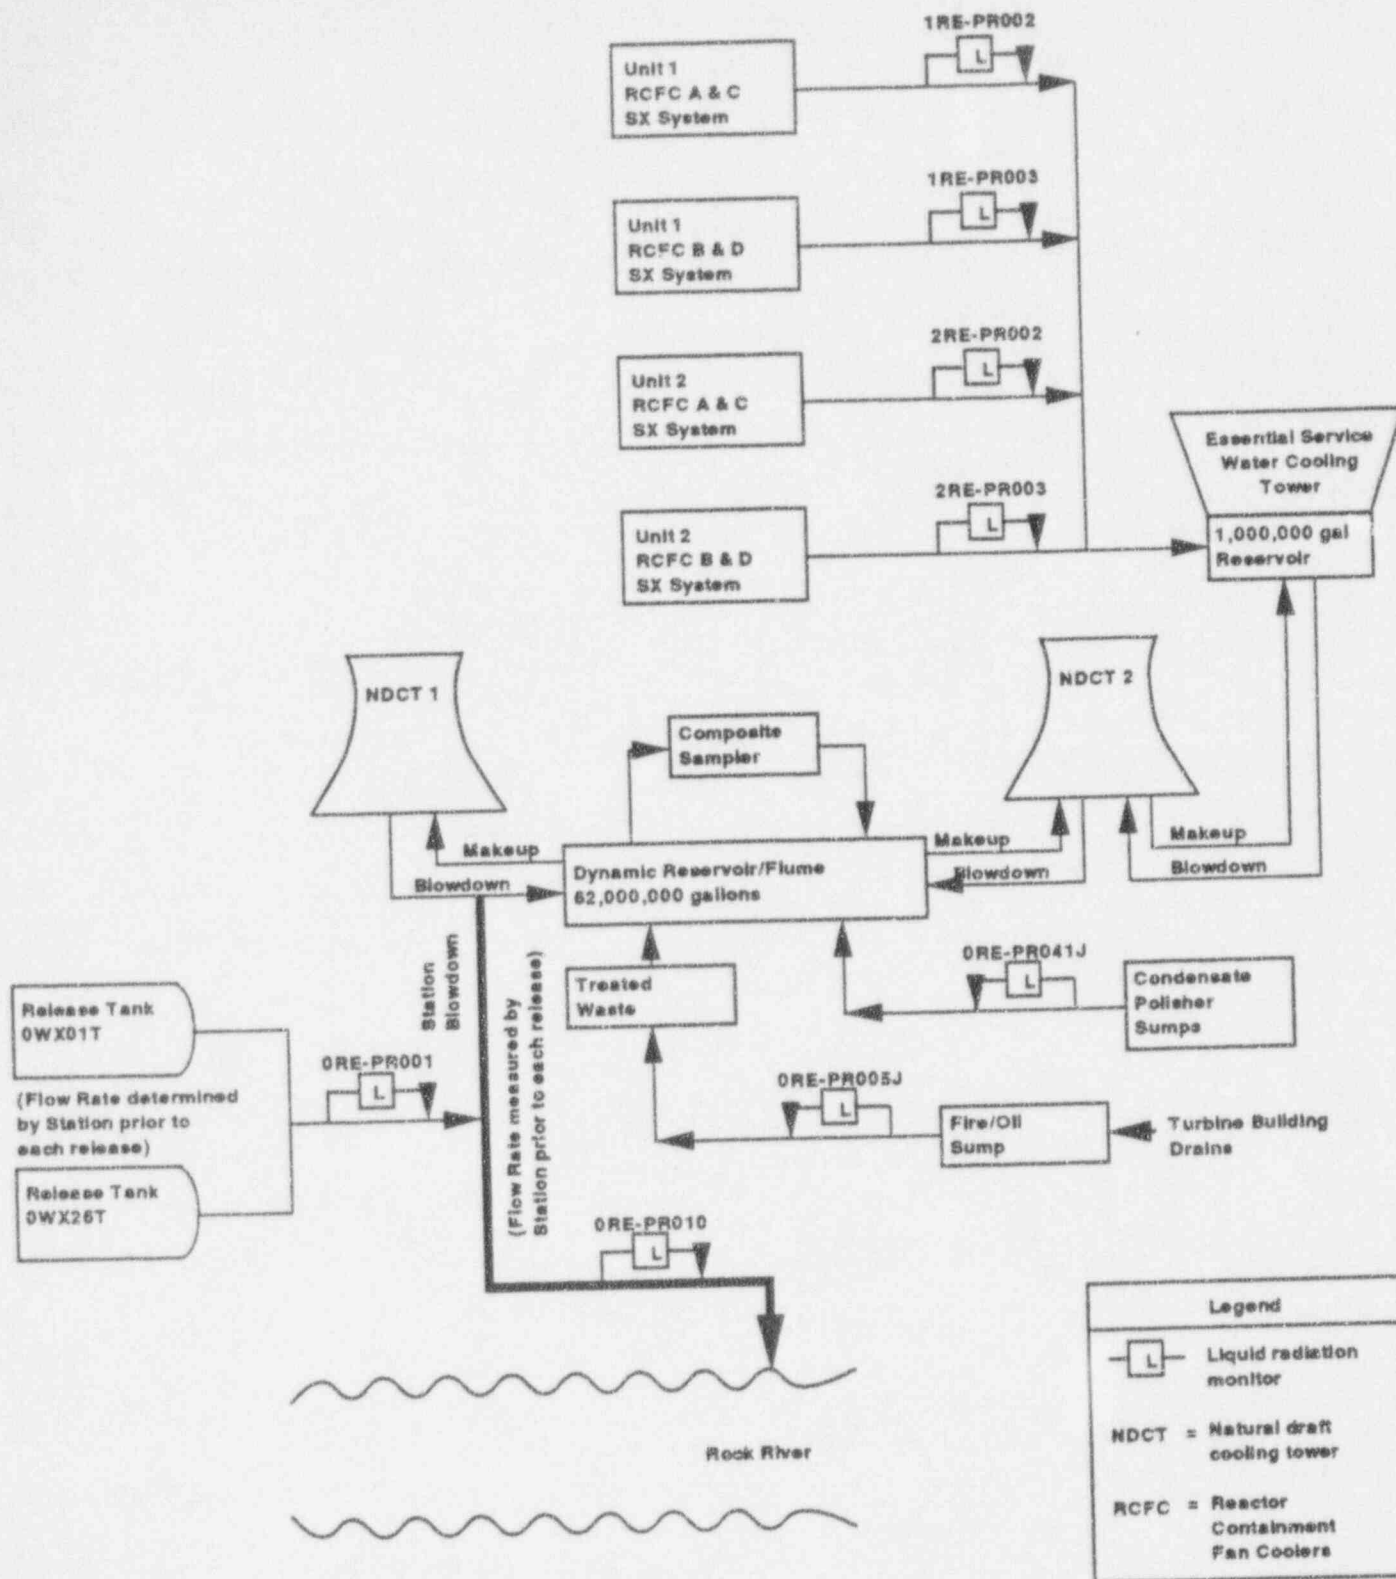 1RE-PR002
L
Unit 1
RCFC A & C
SX System
1RE-PR003
L
Unit 1
RCFC B & D
SX System
2RE-PR002
L
Unit 2
RCFC A & C
SX System
Essential Service
Water Cooling
Tower
2RE-PR003
L
Unit 2
RCFC B & D
SX System
1,000,000 gal
Reservoir
NDCT 1
NDCT 2
Composite
Sampler
Makeup
Blowdown
Dynamic Reservoir/Flume
62,000,000 gallons
Makeup
Blowdown
Makeup
Blowdown
Station
Blowdown
(Flow Rate measured by
Station prior to each release)
Treated
Waste
0RE-PR041J
L
Condensate
Polisher
Sumps
Release Tank
0WX01T
0RE-PR001
L
(Flow Rate determined
by Station prior to
each release)
0RE-PR005J
L
Fire/Oil
Sump
Turbine Building
Drains
Release Tank
0WX26T
0RE-PR010
L
Rock River
Legend
L
Liquid radiation
monitor
NDCT = Natural draft
cooling tower
RCFC = Reactor
Containment
Fan Coolers